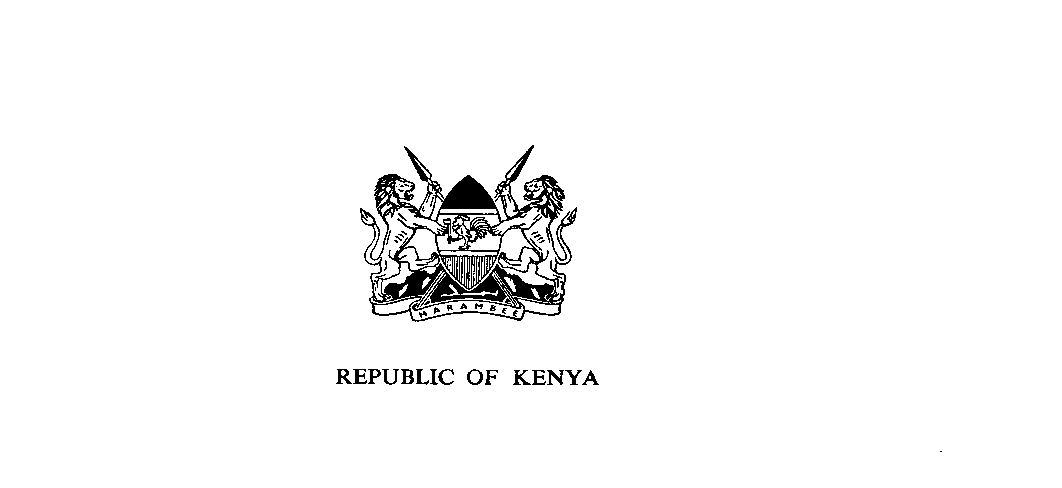 HARAMBEE
REPUBLIC OF KENYA